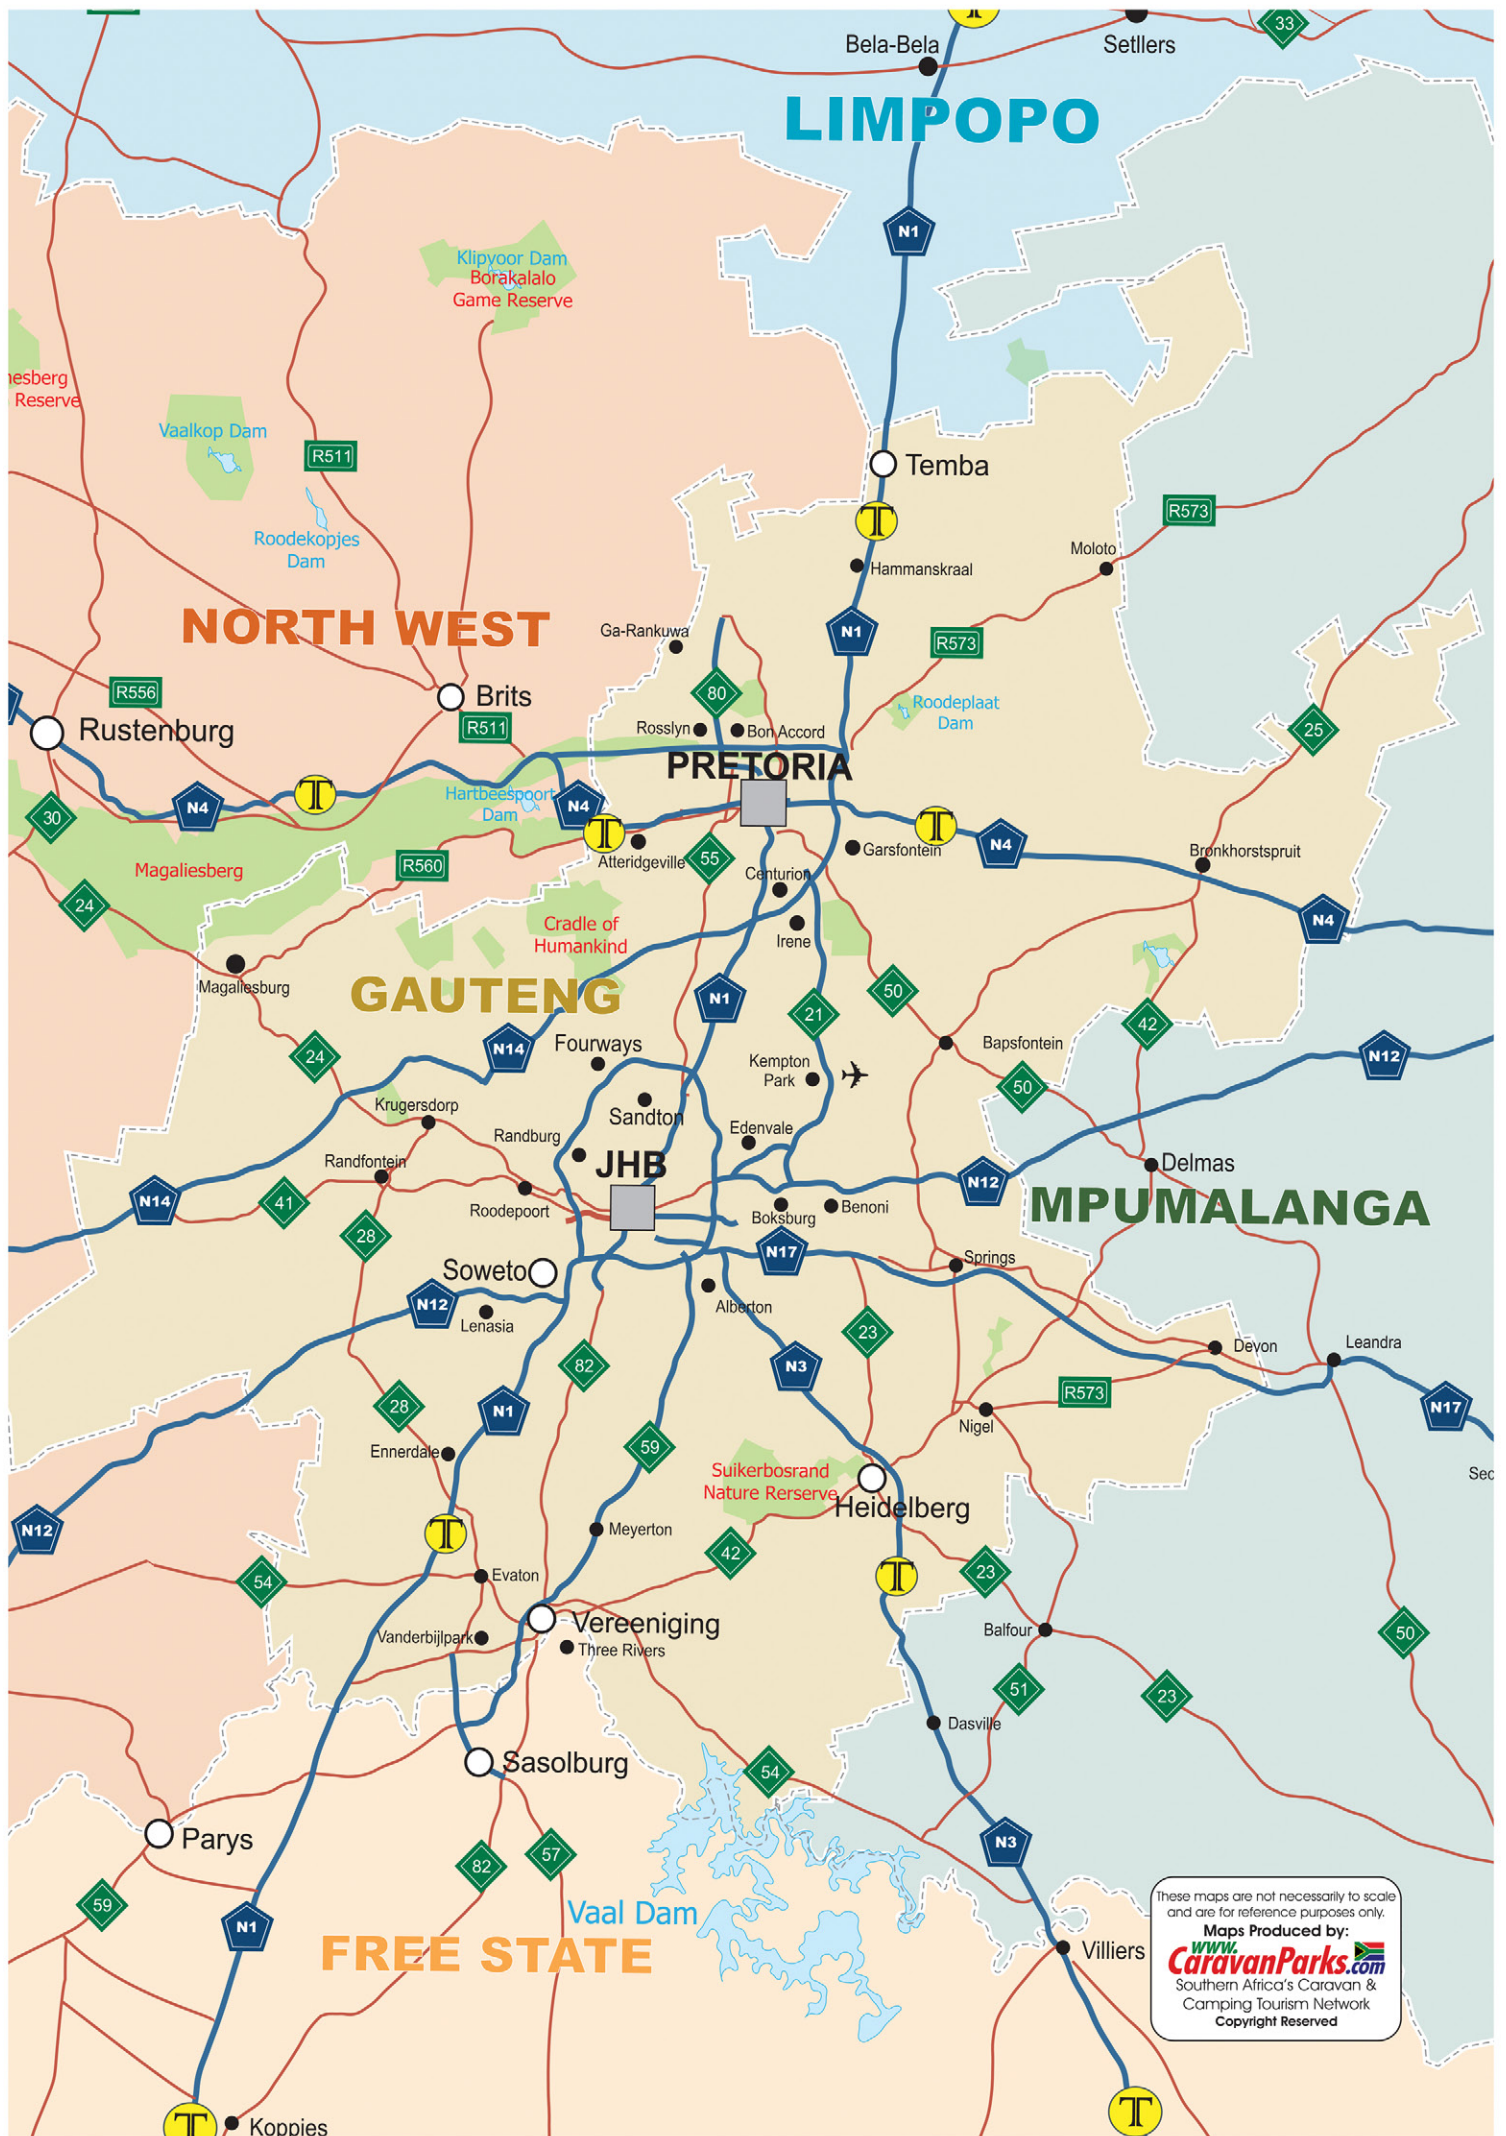 33
Bela-Bela
Setllers
LIMPOPO
N1
Klipvoor Dam
Borakalalo
Game Reserve
Reserve
Vaalkop Dam
R511
Temba
T
R573
Roodekopjes
Dam
Moloto
Hammanskraal
NORTH WEST
Ga-Rankuwa
N1
R573
R556
Brits
80
Roodeplaat
Dam
Rustenburg
R511
Rosslyn
Bon Accord
25
PRETORIA
N4
T
Hartbeespoort
Dam
N4
T
T
30
Atteridgeville
55
Garsfontein
N4
Bronkhorstspruit
Magaliesberg
R560
Centurion
24
Cradle of
Humankind
Irene
N4
Magaliesburg
GAUTENG
N1
50
21
42
24
N14
Fourways
Kempton
Park
Bapsfontein
N12
50
Krugersdorp
Sandton
Randburg
Edenvale
Randfontein
JHB
Delmas
N14
41
Roodepoort
Boksburg
Benoni
N12
MPUMALANGA
28
N17
Springs
Soweto
N12
Lenasia
Alberton
23
Devon
Leandra
82
N3
R573
N17
28
N1
Nigel
Ennerdale
59
Suikerbosrand
Nature Rerserve
Heidelberg
Sec
N12
T
Meyerton
42
54
Evaton
T
23
Vereeniging
Vanderbijlpark
Three Rivers
Balfour
50
51
23
Dasville
Sasolburg
54
Parys
N3
82
57
59
N1
Vaal Dam
FREE STATE
Villiers
These maps are not necessarily to scale
and are for reference purposes only.
Maps Produced by:
www.
CaravanParks.com
Southern Africa's Caravan &
Camping Tourism Network
Copyright Reserved
T
T
Koppies